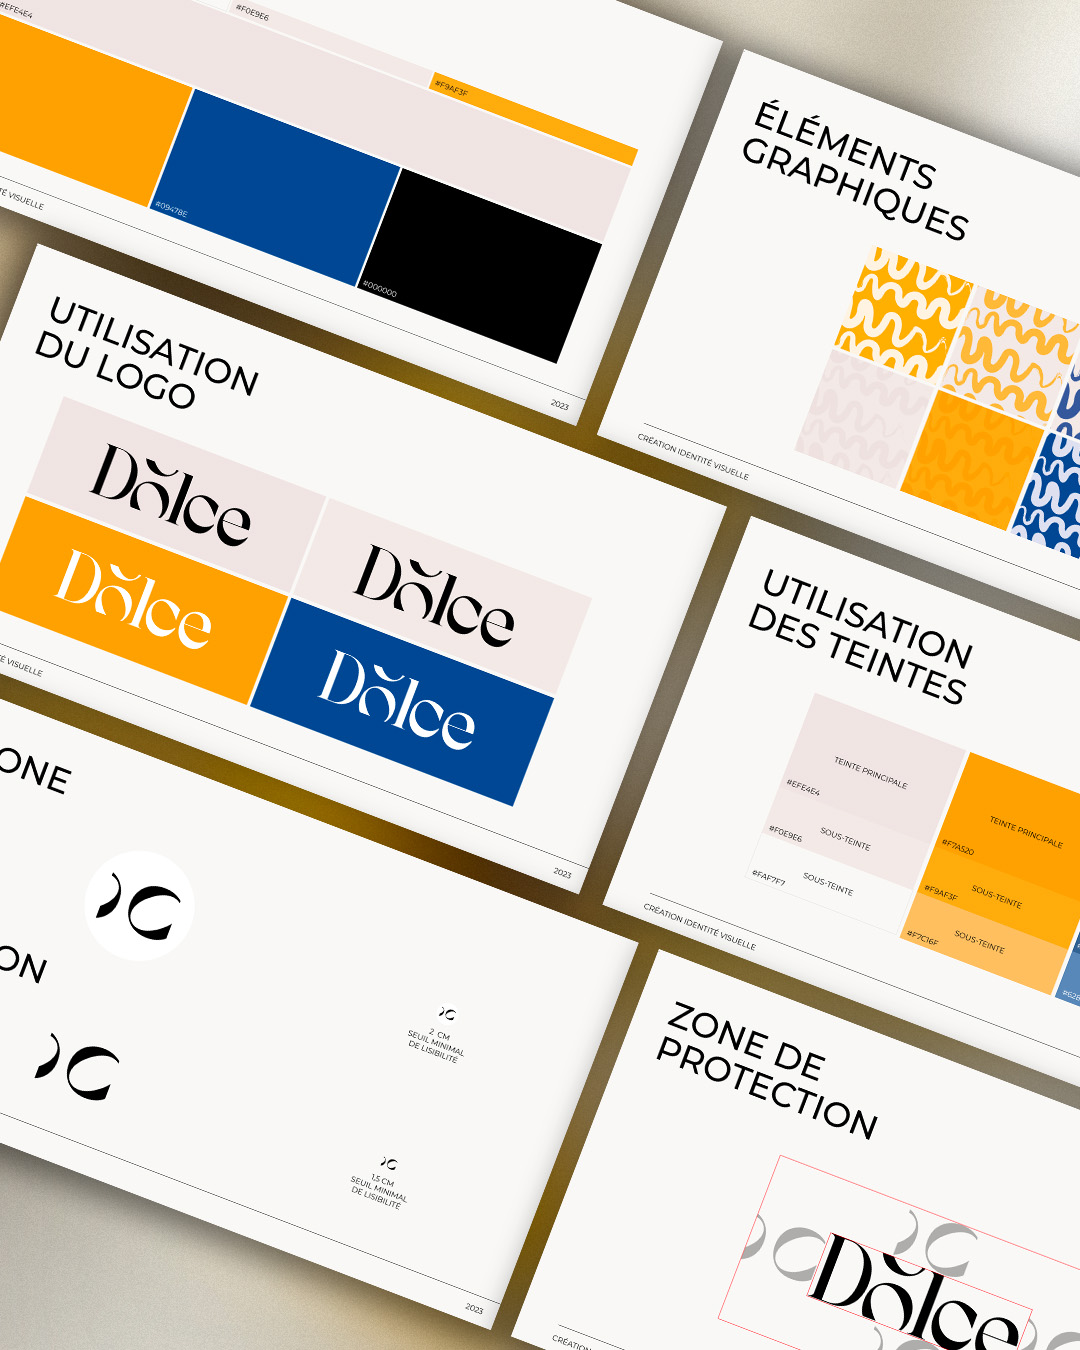 #EFE4E4
#F0E9E6
#F9AF3F
#09478E
#000000
TÉ VISUELLE
2023
ÉLÉMENTS
GRAPHIQUES
CRÉATION IDENTITÉ VISUELLE
UTILISATION
DU LOGO
Dolce
Dolce
Dolce
Dolce
TÉ VISUELLE
2023
UTILISATION
DES TEINTES
TEINTE PRINCIPALE
#EFE4E4
SOUS-TEINTE
#F0E9E6
SOUS-TEINTE
#FAF7F7
TEINTE PRINCIPALE
#F7A520
SOUS-TEINTE
#F9AF3F
SOUS-TEINTE
#F7C16F
CRÉATION IDENTITÉ VISUELLE
ONE
ON
2 CM
SEUIL MINIMAL
DE LISIBILITÉ
1,5 CM
SEUIL MINIMAL
DE LISIBILITÉ
2023
ZONE DE
PROTECTION
Dolce
CRÉATION